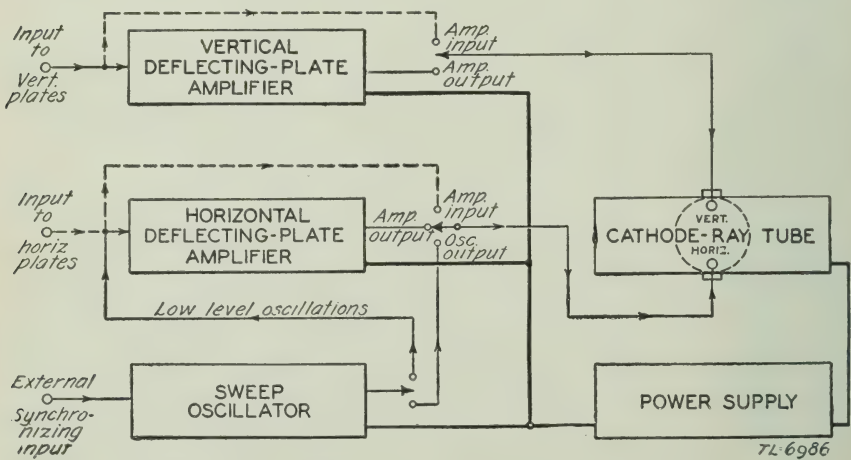 Input
to
Vert.
plates
VERTICAL
DEFLECTING-PLATE
AMPLIFIER
Amp.
input
Amp.
output
Input
to
horiz
plates
HORIZONTAL
DEFLECTING-PLATE
AMPLIFIER
Amp.
output
Amp.
input
Osc.
output
VERT.
CATHODE-RAY TUBE
HORIZ.
Low level oscillations
External
Synchro-
nizing
input
SWEEP
OSCILLATOR
POWER SUPPLY
TL-6986